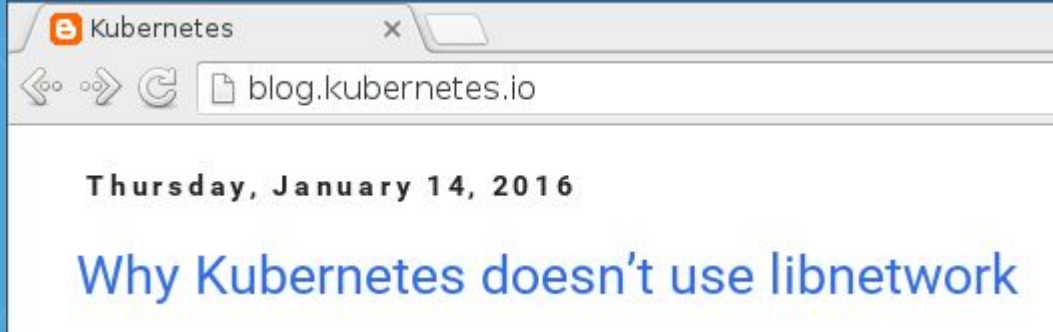 Kubernetes
blog.kubernetes.io
Thursday, January 14, 2016
Why Kubernetes doesn’t use libnetwork